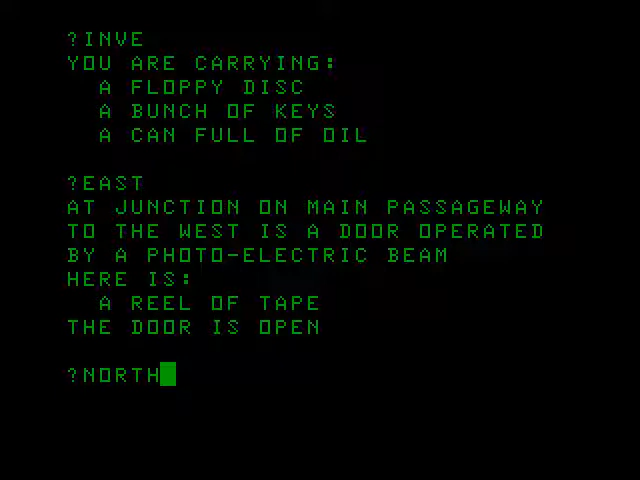 ?INVE
YOU ARE CARRYING:
A FLOPPY DISC
A BUNCH OF KEYS
A CAN FULL OF OIL
?EAST
AT JUNCTION ON MAIN PASSAGEWAY
TO THE WEST IS A DOOR OPERATED
BY A PHOTO-ELECTRIC BEAM
HERE IS:
A REEL OF TAPE
THE DOOR IS OPEN
?NORTH